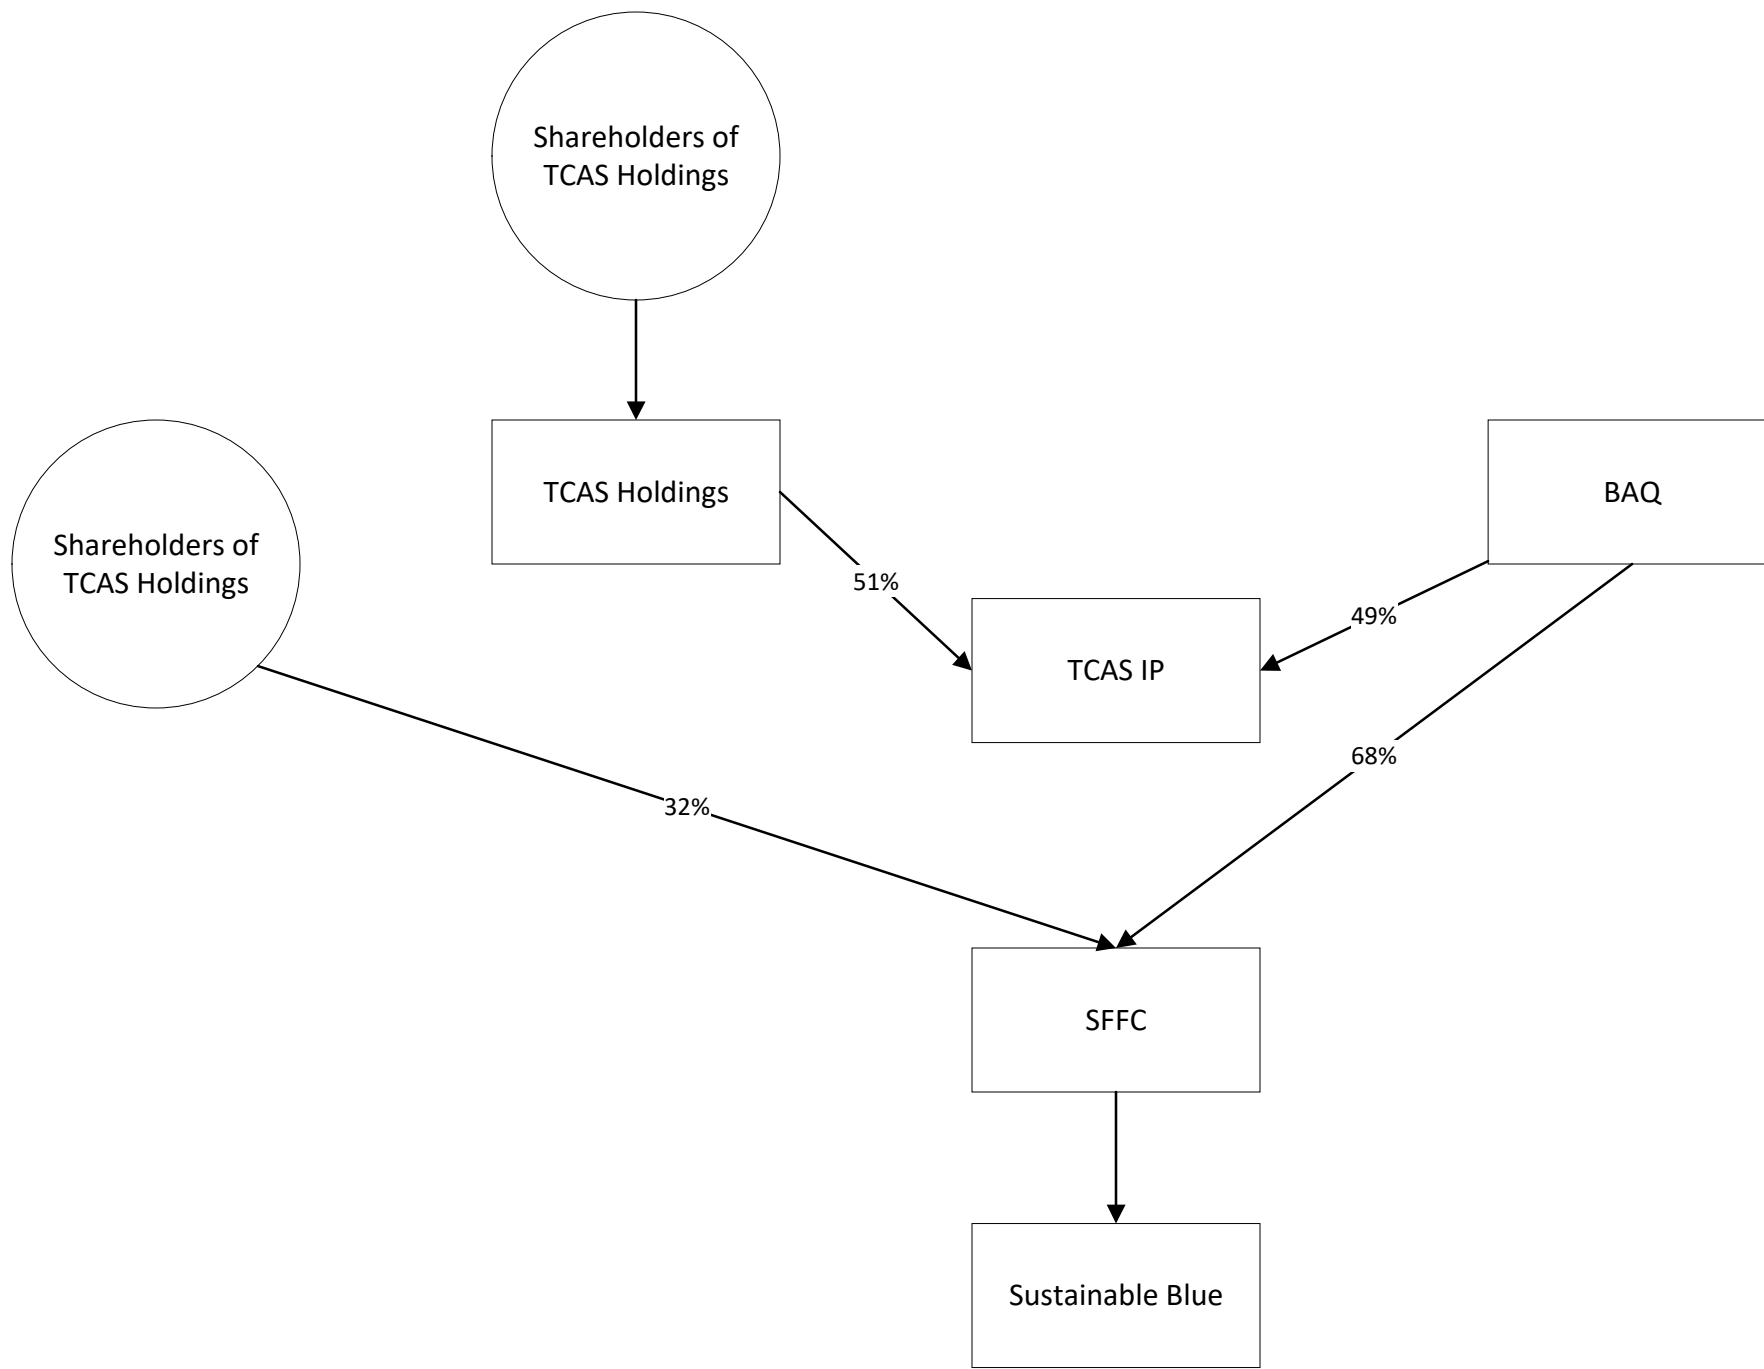 Shareholders of
TCAS Holdings
TCAS Holdings
BAQ
Shareholders of
TCAS Holdings
51%
49%
TCAS IP
68%
32%
SFFC
Sustainable Blue